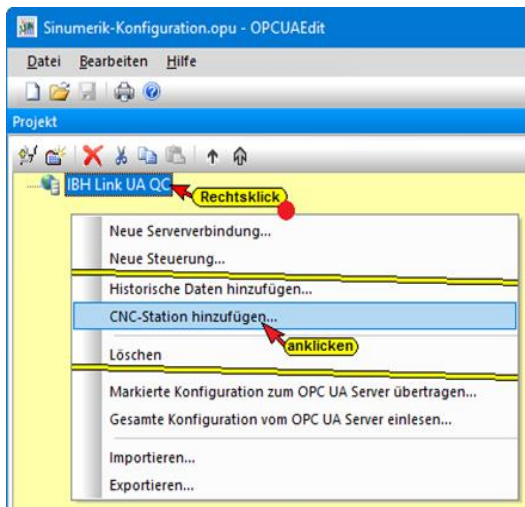 Sinumerik-Konfiguration.opu - OPCUAEdit
Datei Bearbeiten Hilfe
Projekt
IBH Link UA QC
Rechtsklick
Neue Serververbindung...
Neue Steuerung...
Historische Daten hinzufügen...
CNC-Station hinzufügen...
anklicken
Löschen
Markierte Konfiguration zum OPC UA Server übertragen...
Gesamte Konfiguration vom OPC UA Server einlesen...
Importieren...
Exportieren...